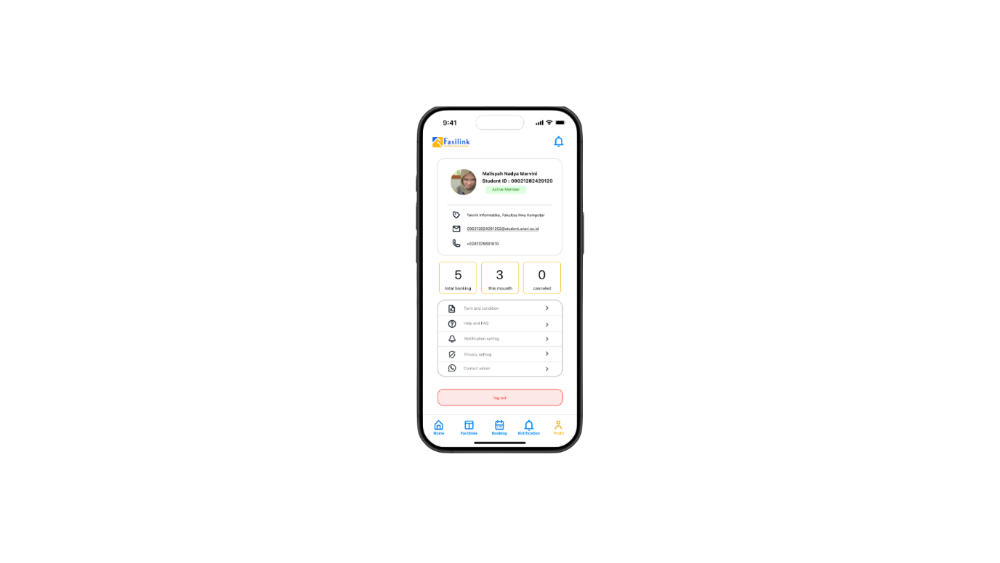 9:41
Fasilink
Malisyah Nadya Marvini
Student ID : 09021282429120
Active Member
Teknik Informatika, Fakultas Ilmu Komputer
090212824291202@student.unsri.ac.id
+6281378691610
5
3
0
total booking
this mounth
canceled
Term and condition
Help and FAQ
Notification setting
Privacy setting
Contact admin
log out
Home
Facilities
Booking
Notification
Profil